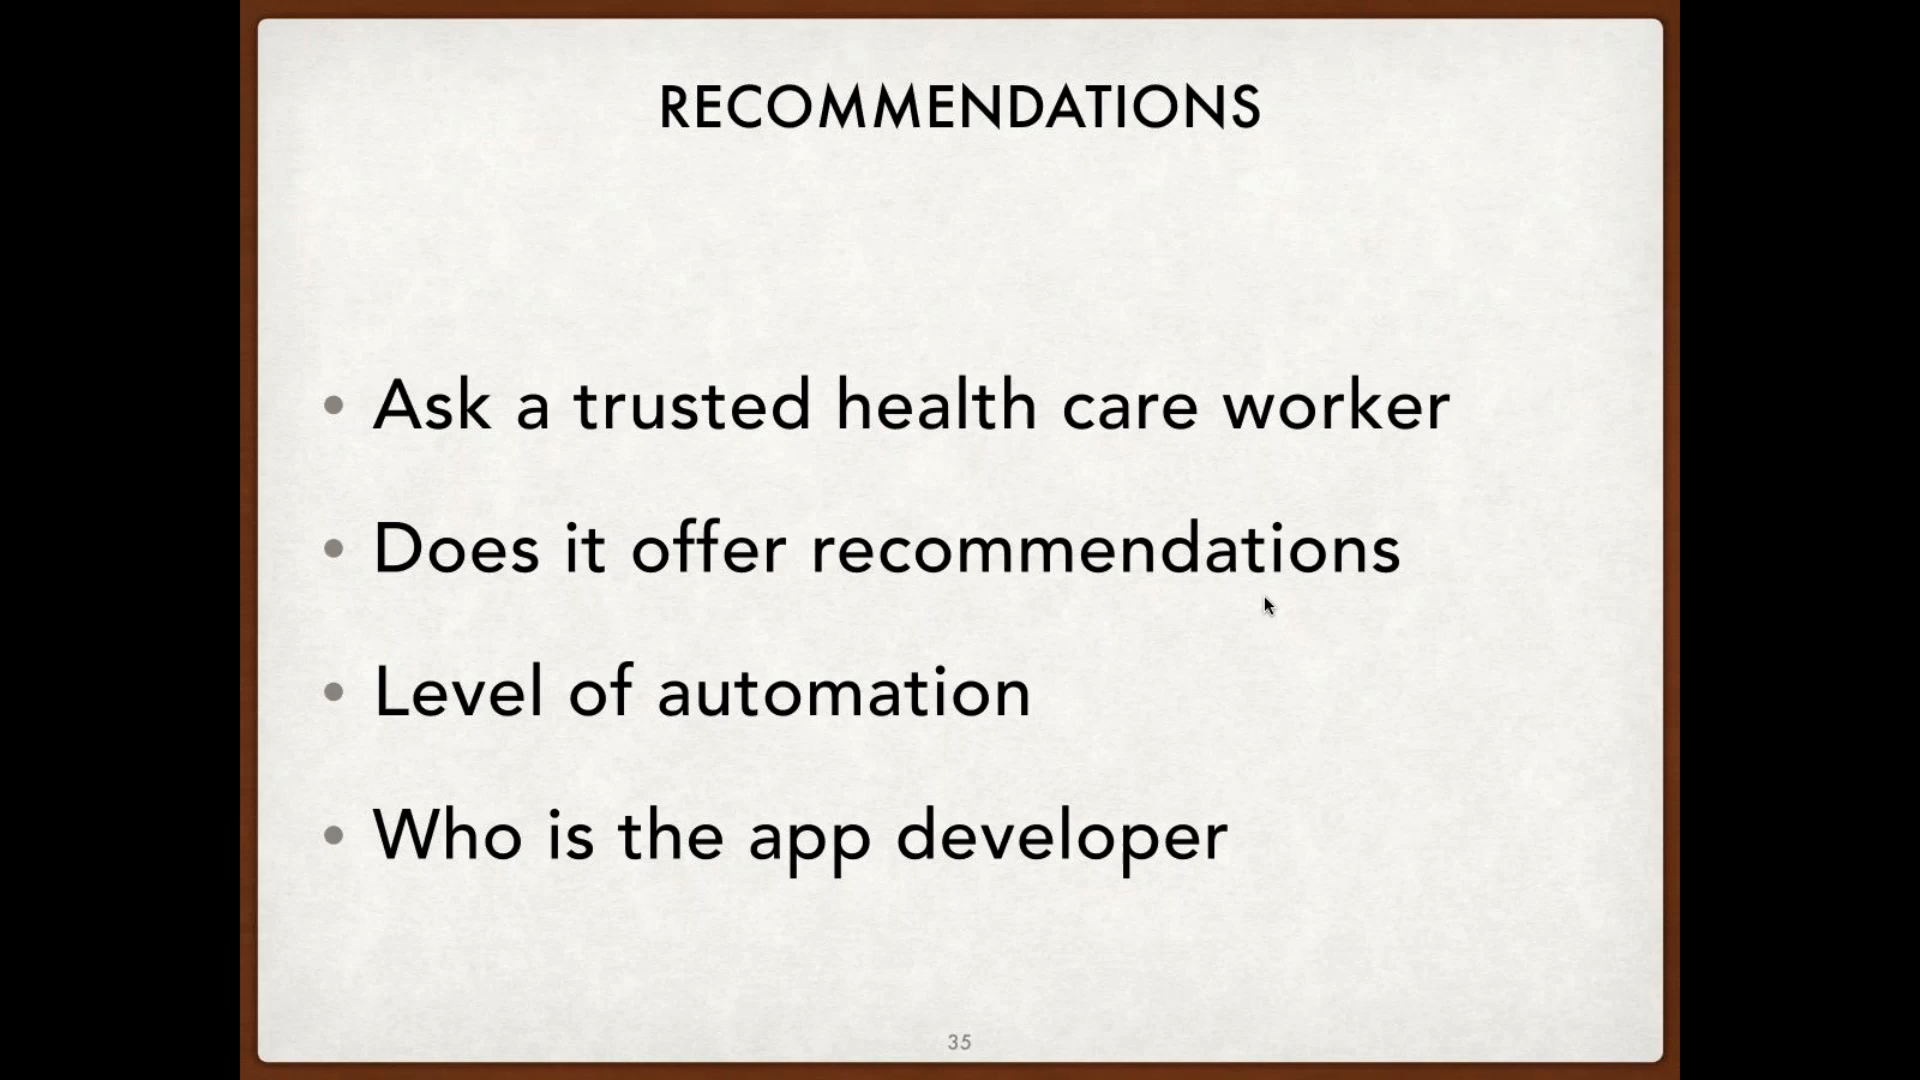 RECOMMENDATIONS
• Ask a trusted health care worker
• Does it offer recommendations
• Level of automation
• Who is the app developer
35